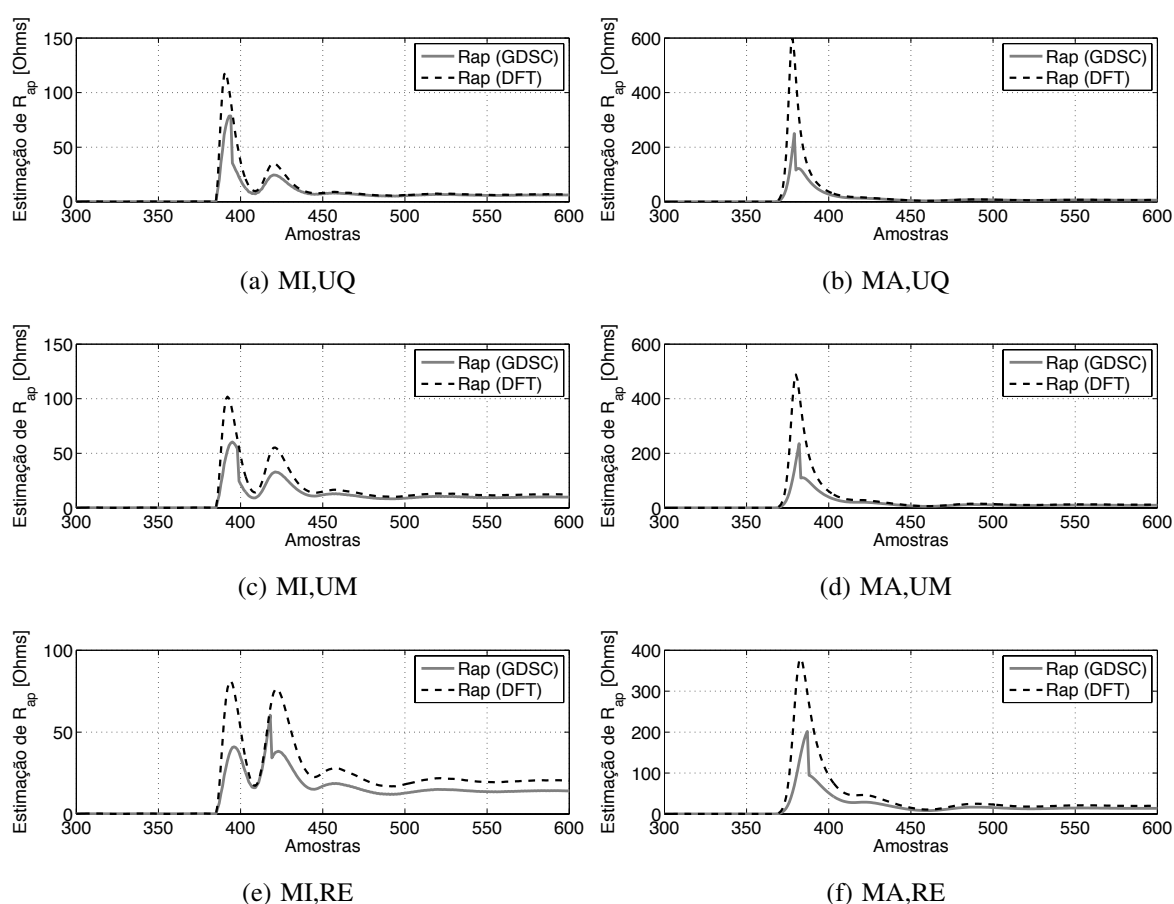 Estimação de Rap [Ohms]
150
100
50
0
300 350 400 450 500 550 600
Amostras
Rap (GDSC)
Rap (DFT)
(a) MI,UQ
Estimação de Rap [Ohms]
600
400
200
0
300 350 400 450 500 550 600
Amostras
Rap (GDSC)
Rap (DFT)
(b) MA,UQ
Estimação de Rap [Ohms]
150
100
50
0
300 350 400 450 500 550 600
Amostras
Rap (GDSC)
Rap (DFT)
(c) MI,UM
Estimação de Rap [Ohms]
600
400
200
0
300 350 400 450 500 550 600
Amostras
Rap (GDSC)
Rap (DFT)
(d) MA,UM
Estimação de Rap [Ohms]
100
50
0
300 350 400 450 500 550 600
Amostras
Rap (GDSC)
Rap (DFT)
(e) MI,RE
Estimação de Rap [Ohms]
400
300
200
100
0
300 350 400 450 500 550 600
Amostras
Rap (GDSC)
Rap (DFT)
(f) MA,RE